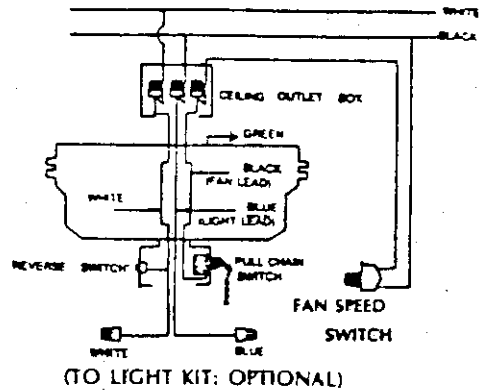 WHITE
BLACK
CEILING OUTLET BOX
GREEN
BLACK
(FAN LEAD)
WHITE
BLUE
(LIGHT LEAD)
REVERSE SWITCH
PULL CHAIN
SWITCH
FAN SPEED
SWITCH
WHITE
BLUE
(TO LIGHT KIT: OPTIONAL)